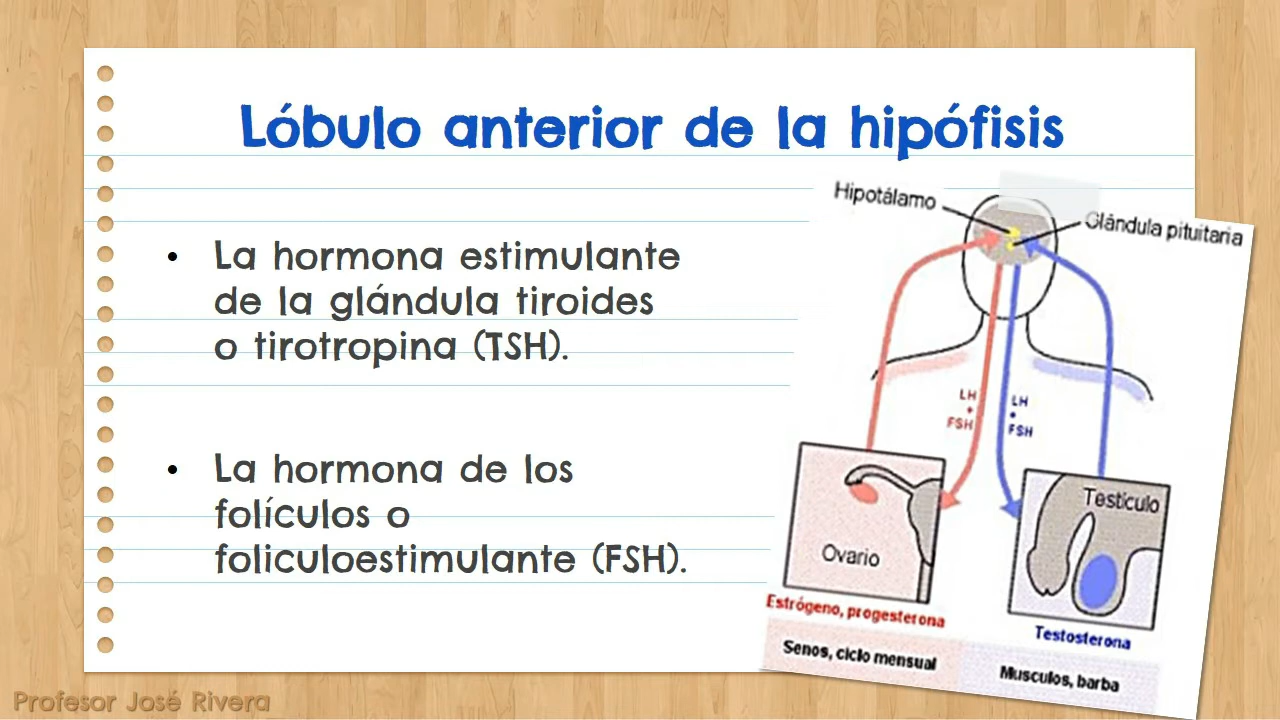 Lóbulo anterior de la hipófisis
• La hormona estimulante
de la glándula tiroides
o tirotropina (TSH).
• La hormona de los
folículos o
foliculoestimulante (FSH).
Hipotálamo
Glándula pituitaria
LH
+
FSH
LH
+
FSH
Ovario
Testículo
Estrógeno, progesterona
Testosterona
Senos, ciclo mensual
Musculos, barba
Profesor José Rivera